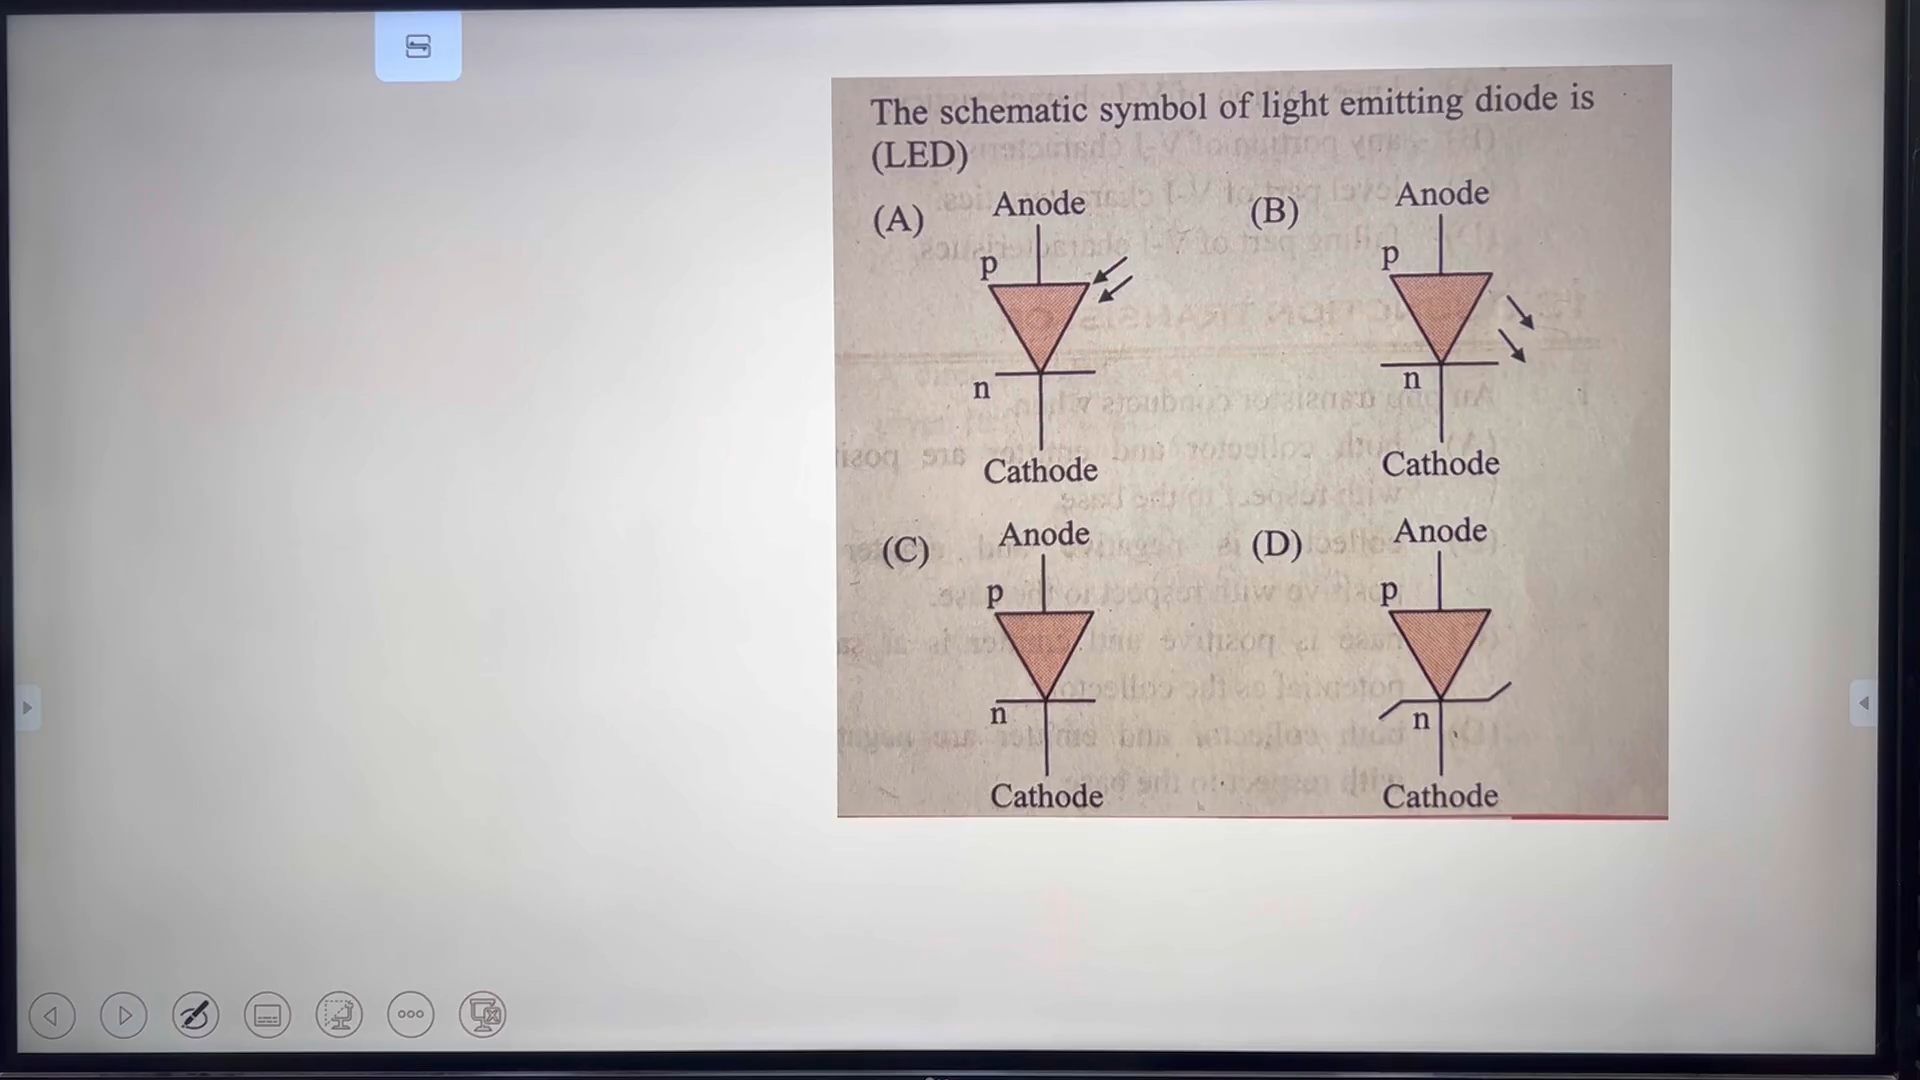 The schematic symbol of light emitting diode is
(LED)
(A) Anode
p
n
Cathode
(B) Anode
p
n
Cathode
(C) Anode
p
n
Cathode
(D) Anode
p
n
Cathode